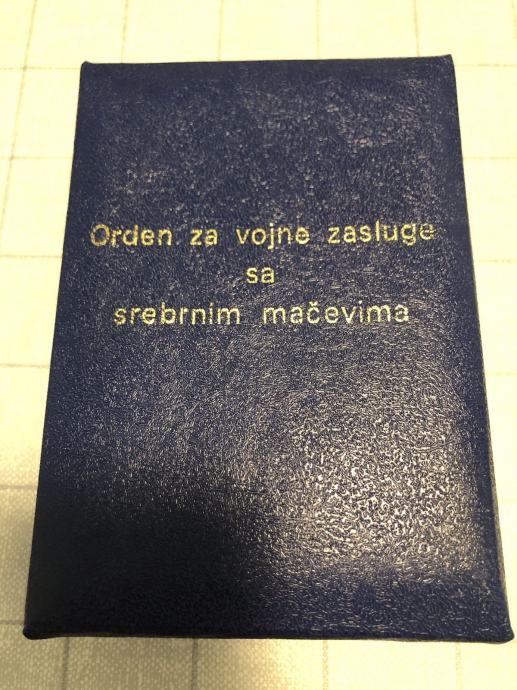 Orden za vojne zasluge
sa
srebrnim mačevima